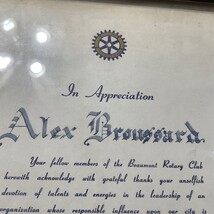 In Appreciation
Alex Broussard
Your fellow members of the Beaumont Rotary Club
herewith acknowledge with grateful thanks your unselfish
devotion of talents and energies in the leadership of an
organization whose responsible influence upon our city is